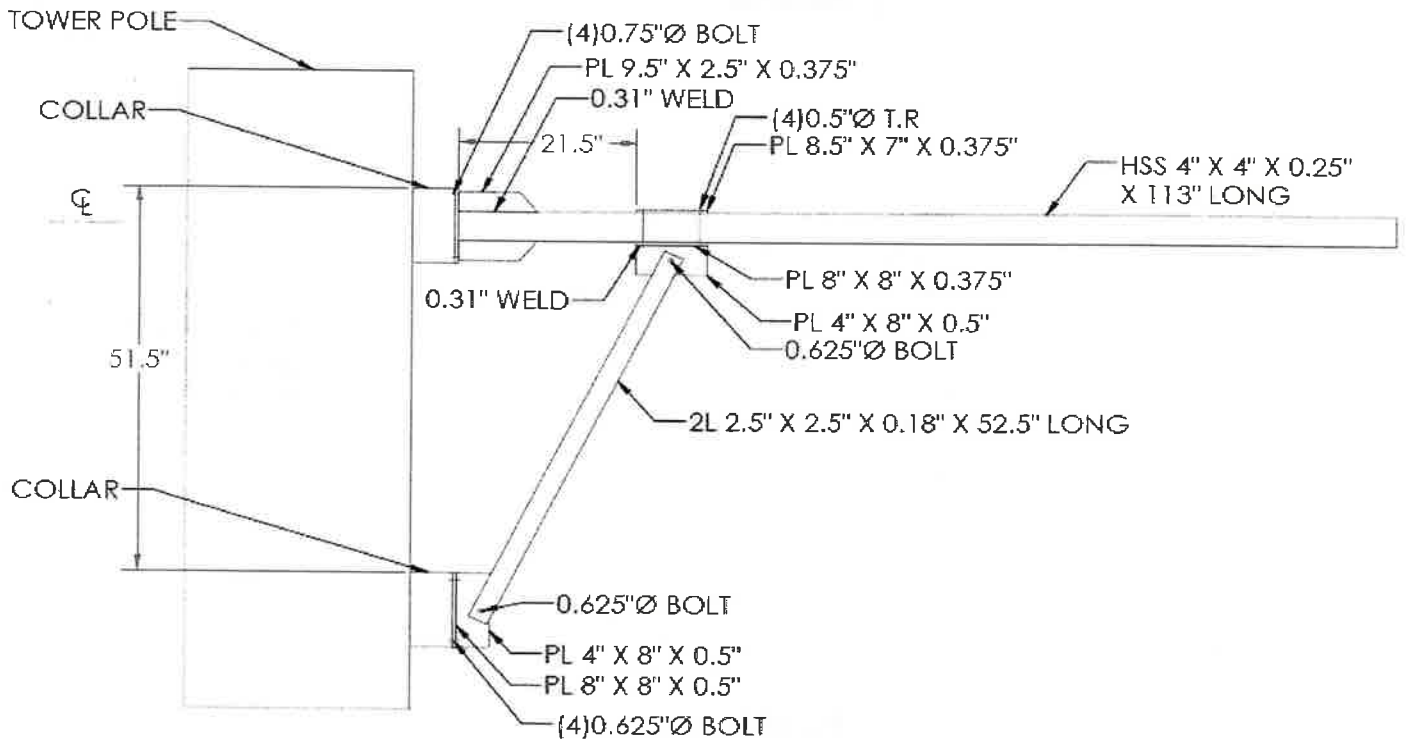 TOWER POLE
(4)0.75"Ø BOLT
PL 9.5" X 2.5" X 0.375"
COLLAR
0.31" WELD
21.5"
(4)0.5"Ø T.R
PL 8.5" X 7" X 0.375"
HSS 4" X 4" X 0.25"
X 113" LONG
℄
PL 8" X 8" X 0.375"
0.31" WELD
PL 4" X 8" X 0.5"
0.625"Ø BOLT
51.5"
2L 2.5" X 2.5" X 0.18" X 52.5" LONG
COLLAR
0.625"Ø BOLT
PL 4" X 8" X 0.5"
PL 8" X 8" X 0.5"
(4)0.625"Ø BOLT